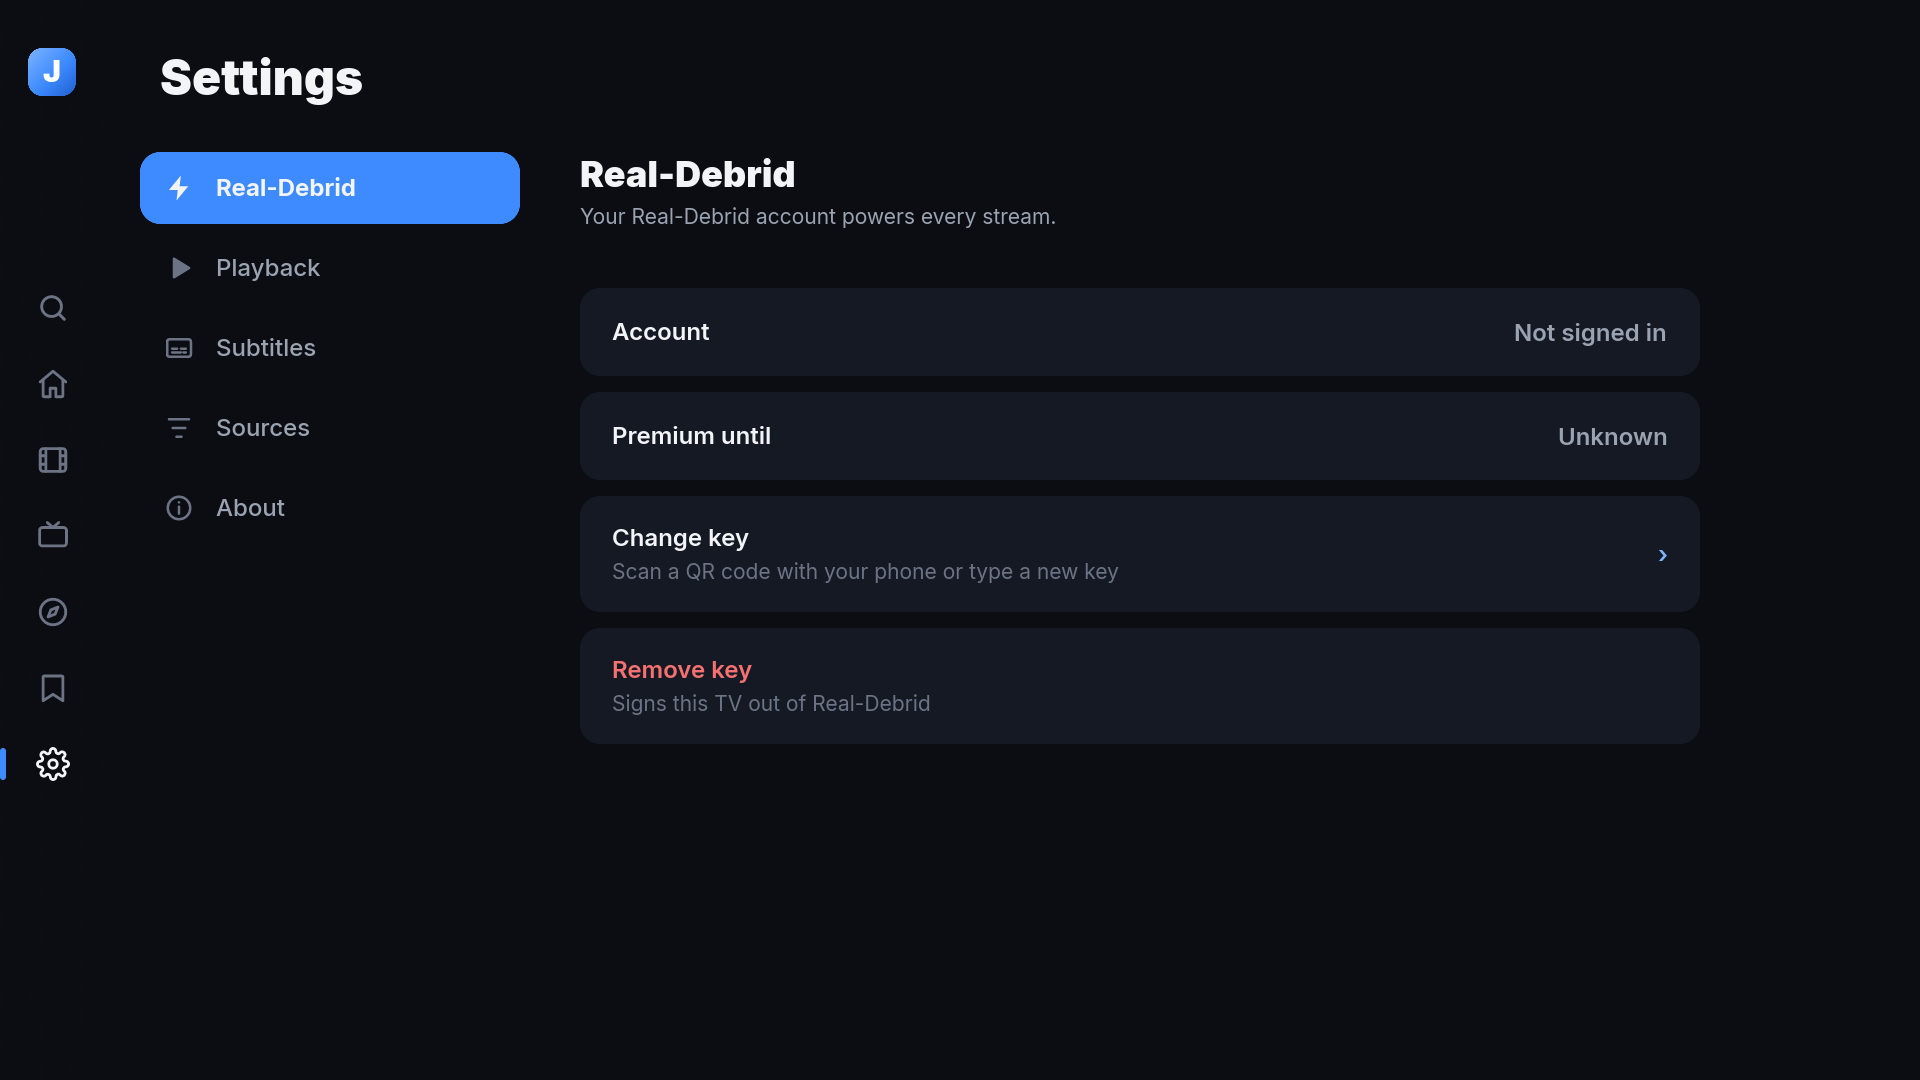 J
Settings
Real-Debrid
Playback
Subtitles
Sources
About
Real-Debrid
Your Real-Debrid account powers every stream.
Account Not signed in
Premium until Unknown
Change key
Scan a QR code with your phone or type a new key
Remove key
Signs this TV out of Real-Debrid